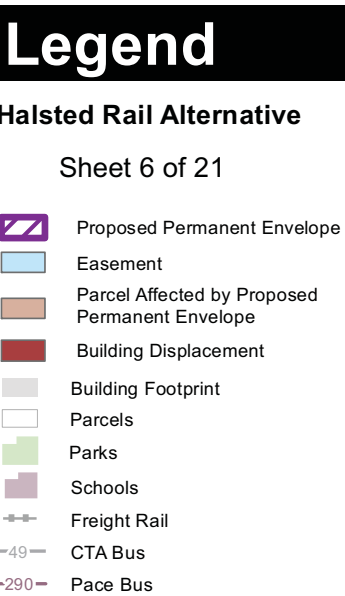 Legend
Halsted Rail Alternative
Sheet 6 of 21
Proposed Permanent Envelope
Easement
Parcel Affected by Proposed
Permanent Envelope
Building Displacement
Building Footprint
Parcels
Parks
Schools
Freight Rail
49 CTA Bus
290 Pace Bus